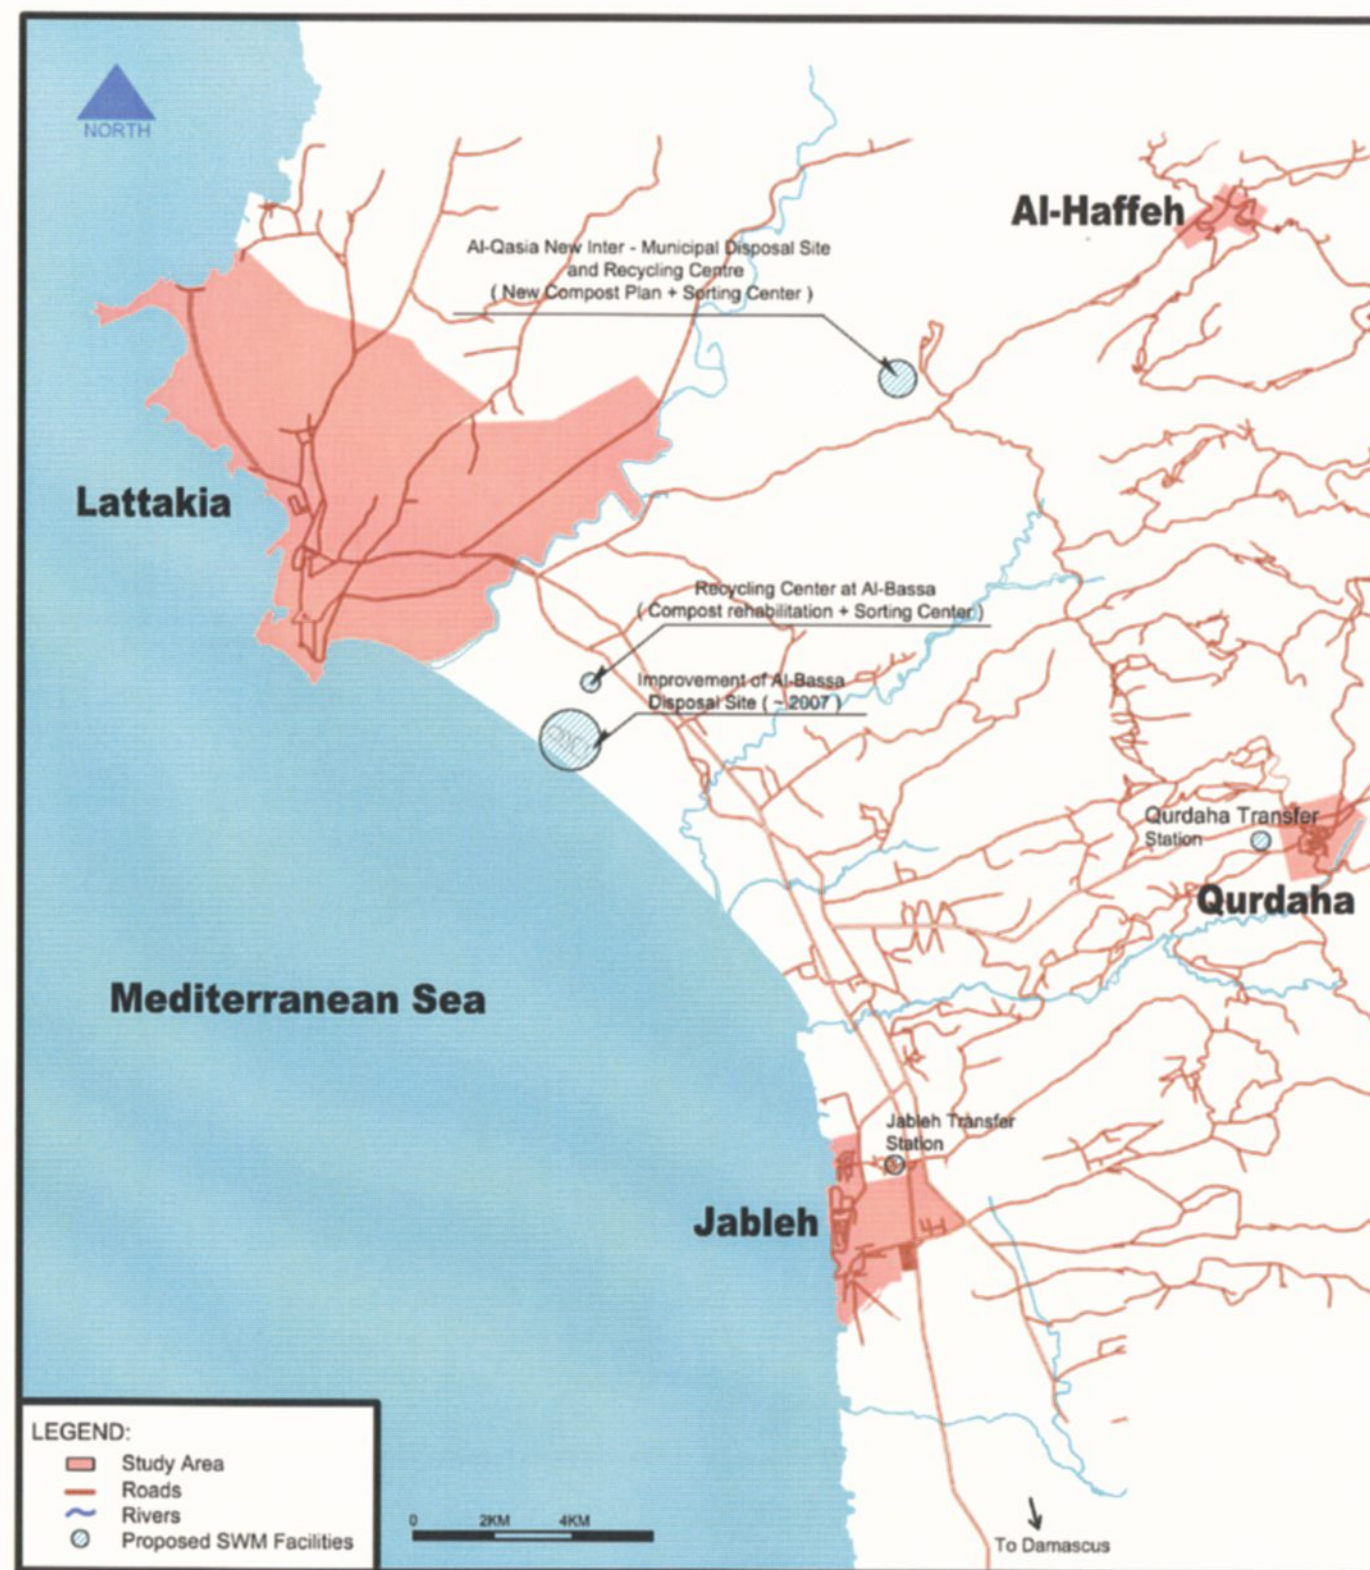 NORTH
Al-Haffeh
Al-Qasia New Inter - Municipal Disposal Site
and Recycling Centre
( New Compost Plan + Sorting Center )
Lattakia
Recycling Center at Al-Bassa
( Compost rehabilitation + Sorting Center )
Improvement of Al-Bassa
Disposal Site ( ~ 2007 )
Qurdaha Transfer
Station
Qurdaha
Mediterranean Sea
Jableh Transfer
Station
Jableh
LEGEND:
Study Area
Roads
Rivers
Proposed SWM Facilities
0 2KM 4KM
To Damascus